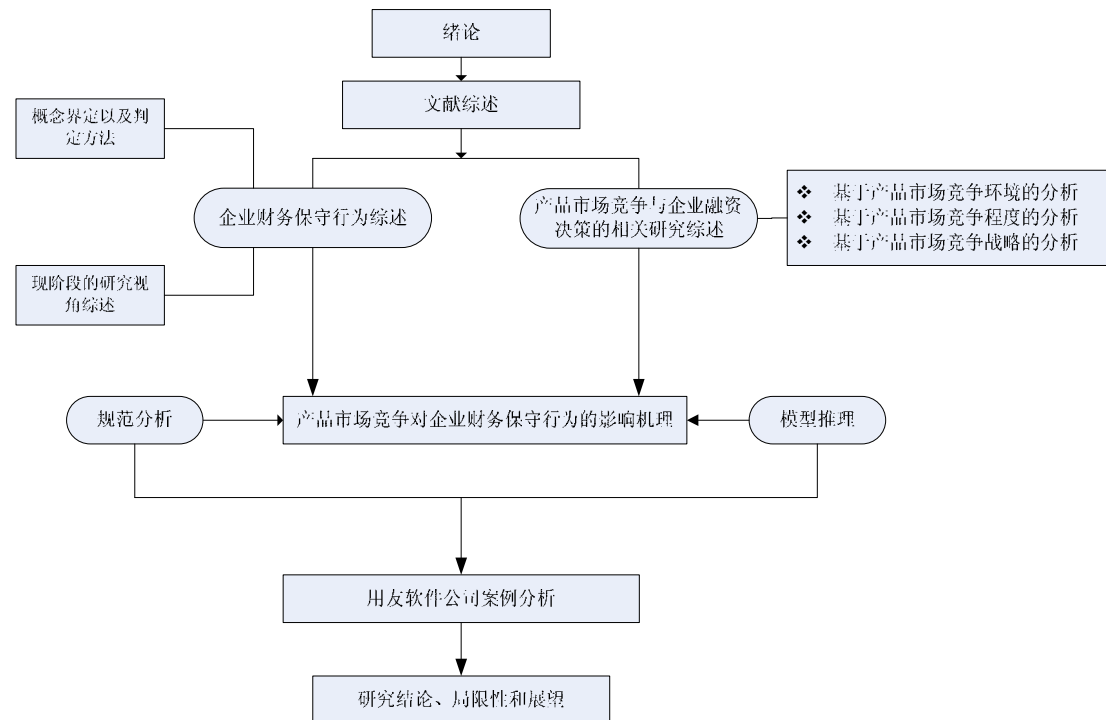 绪论
文献综述
概念界定以及判
定方法
企业财务保守行为综述
产品市场竞争与企业融资
决策的相关研究综述
❖ 基于产品市场竞争环境的分析
❖ 基于产品市场竞争程度的分析
❖ 基于产品市场竞争战略的分析
现阶段的研究视
角综述
规范分析
产品市场竞争对企业财务保守行为的影响机理
模型推理
用友软件公司案例分析
研究结论、局限性和展望